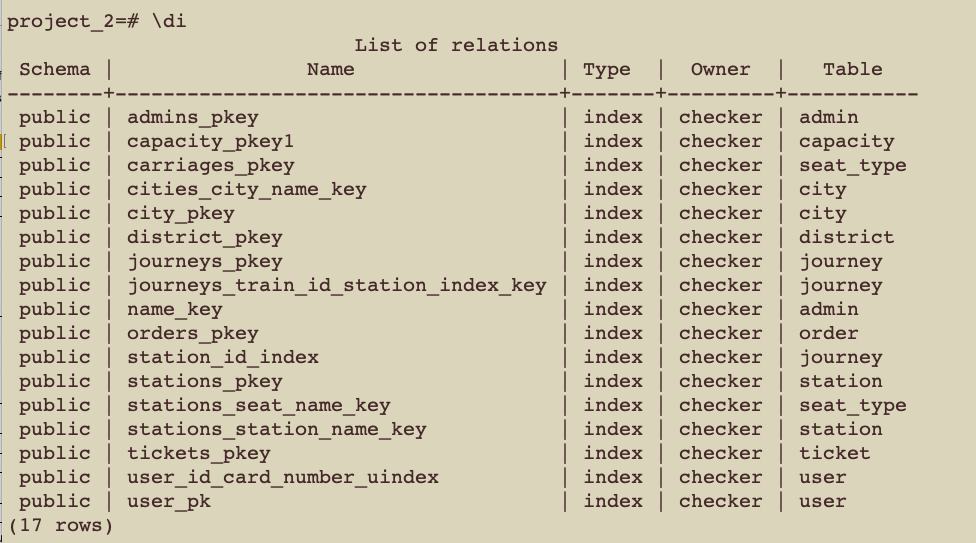 project_2=# \di
List of relations
Schema | Name | Type | Owner | Table
--------+-------------------------------------+-------+---------+-----------
public | admins_pkey | index | checker | admin
public | capacity_pkey1 | index | checker | capacity
public | carriages_pkey | index | checker | seat_type
public | cities_city_name_key | index | checker | city
public | city_pkey | index | checker | city
public | district_pkey | index | checker | district
public | journeys_pkey | index | checker | journey
public | journeys_train_id_station_index_key | index | checker | journey
public | name_key | index | checker | admin
public | orders_pkey | index | checker | order
public | station_id_index | index | checker | journey
public | stations_pkey | index | checker | station
public | stations_seat_name_key | index | checker | seat_type
public | stations_station_name_key | index | checker | station
public | tickets_pkey | index | checker | ticket
public | user_id_card_number_uindex | index | checker | user
public | user_pk | index | checker | user
(17 rows)